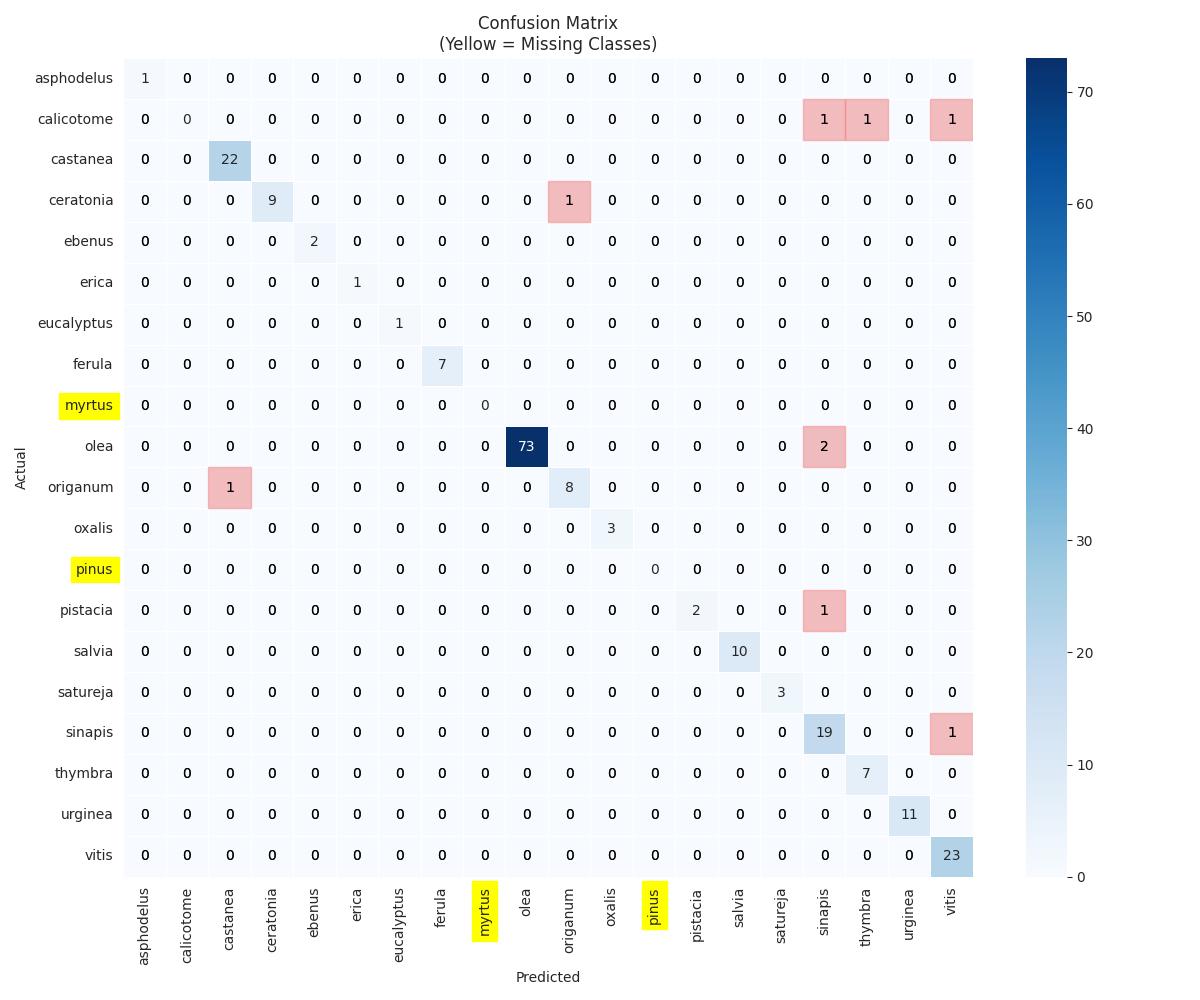 Confusion Matrix
(Yellow = Missing Classes)
Actual
asphodelus 1 0 0 0 0 0 0 0 0 0 0 0 0 0 0 0 0 0 0 0
calicotome 0 0 0 0 0 0 0 0 0 0 0 0 0 0 0 0 1 1 0 1
castanea 0 0 22 0 0 0 0 0 0 0 0 0 0 0 0 0 0 0 0 0
ceratonia 0 0 0 9 0 0 0 0 0 0 1 0 0 0 0 0 0 0 0 0
ebenus 0 0 0 0 2 0 0 0 0 0 0 0 0 0 0 0 0 0 0 0
erica 0 0 0 0 0 1 0 0 0 0 0 0 0 0 0 0 0 0 0 0
eucalyptus 0 0 0 0 0 0 1 0 0 0 0 0 0 0 0 0 0 0 0 0
ferula 0 0 0 0 0 0 0 7 0 0 0 0 0 0 0 0 0 0 0 0
myrtus 0 0 0 0 0 0 0 0 0 0 0 0 0 0 0 0 0 0 0 0
olea 0 0 0 0 0 0 0 0 0 73 0 0 0 0 0 0 2 0 0 0
origanum 0 0 1 0 0 0 0 0 0 0 8 0 0 0 0 0 0 0 0 0
oxalis 0 0 0 0 0 0 0 0 0 0 0 3 0 0 0 0 0 0 0 0
pinus 0 0 0 0 0 0 0 0 0 0 0 0 0 0 0 0 0 0 0 0
pistacia 0 0 0 0 0 0 0 0 0 0 0 0 0 2 0 0 1 0 0 0
salvia 0 0 0 0 0 0 0 0 0 0 0 0 0 0 10 0 0 0 0 0
satureja 0 0 0 0 0 0 0 0 0 0 0 0 0 0 0 3 0 0 0 0
sinapis 0 0 0 0 0 0 0 0 0 0 0 0 0 0 0 0 19 0 0 1
thymbra 0 0 0 0 0 0 0 0 0 0 0 0 0 0 0 0 0 7 0 0
urginea 0 0 0 0 0 0 0 0 0 0 0 0 0 0 0 0 0 0 11 0
vitis 0 0 0 0 0 0 0 0 0 0 0 0 0 0 0 0 0 0 0 23
asphodelus calicotome castanea ceratonia ebenus erica eucalyptus ferula myrtus olea origanum oxalis pinus pistacia salvia satureja sinapis thymbra urginea vitis
Predicted
70
60
50
40
30
20
10
0